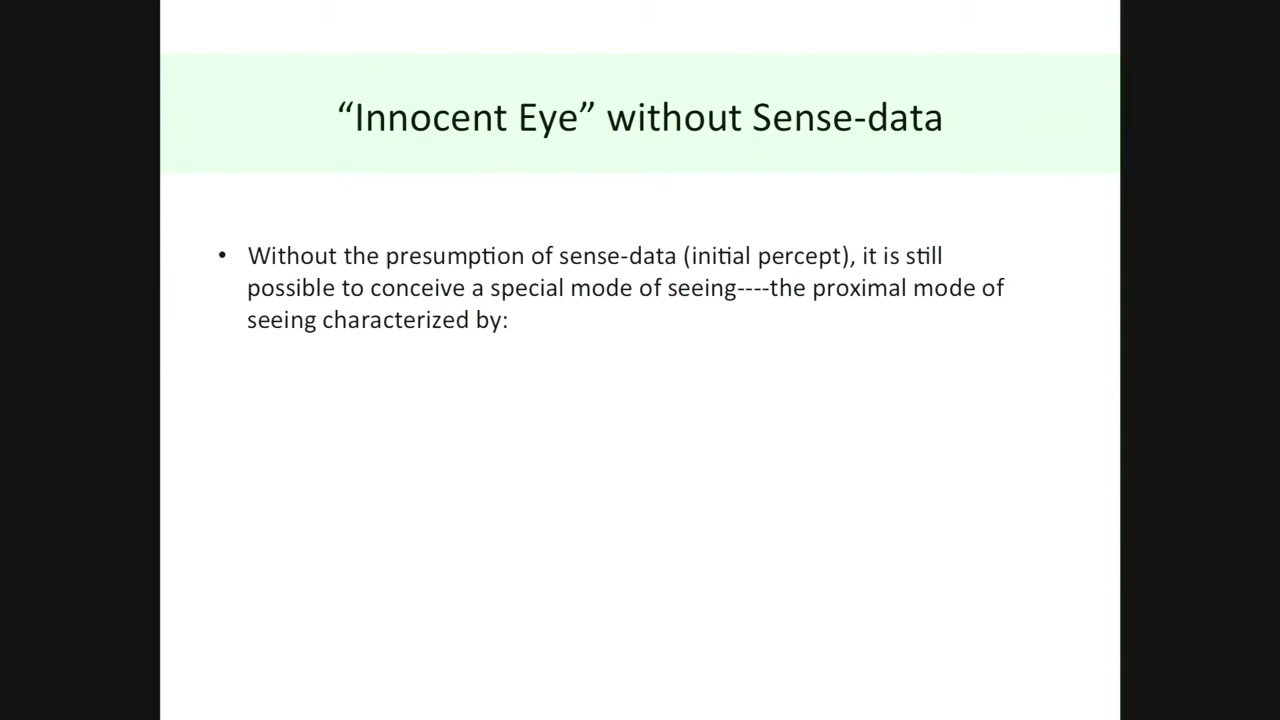 “Innocent Eye” without Sense-data
• Without the presumption of sense-data (initial percept), it is still
possible to conceive a special mode of seeing----the proximal mode of
seeing characterized by: